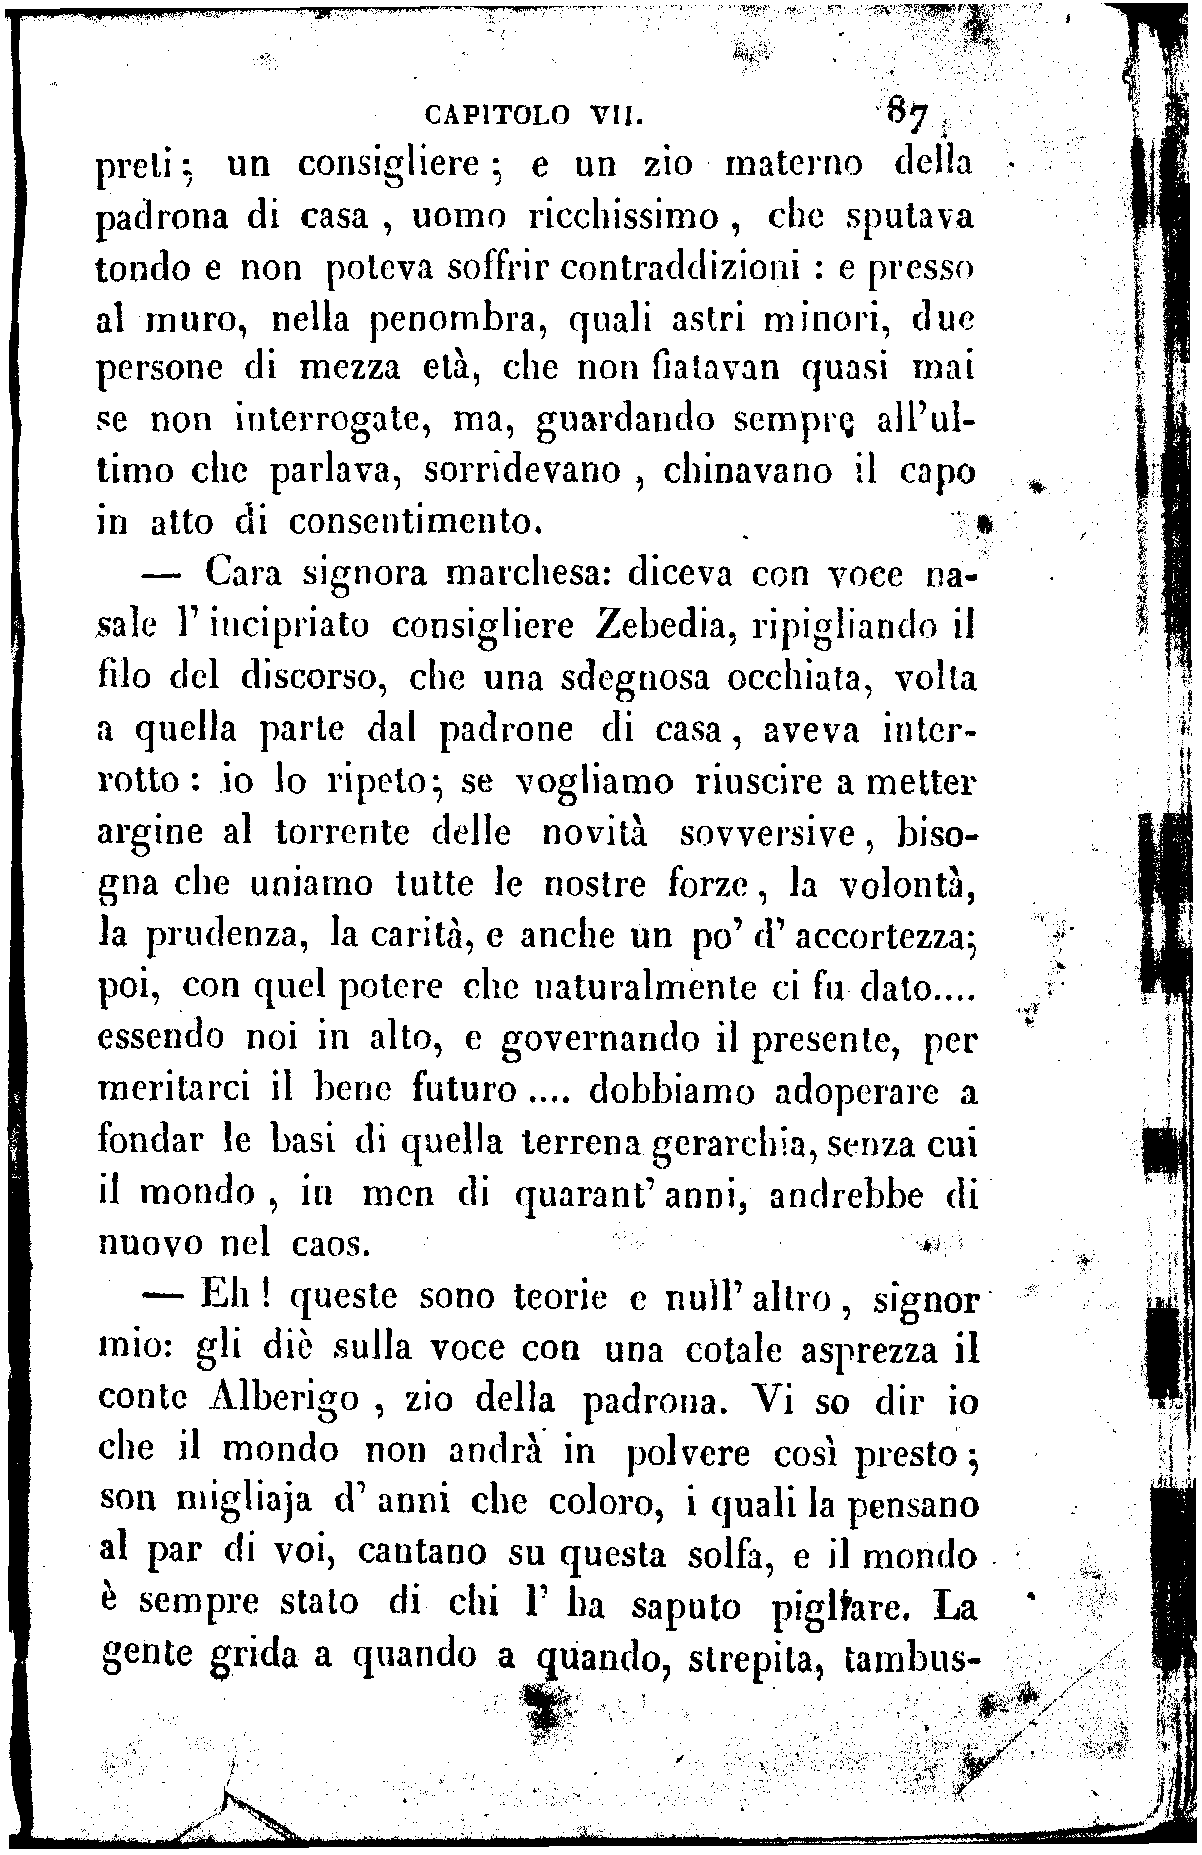 CAPITOLO VII. 87
preti; un consigliere; e un zio materno della
padrona di casa, uomo ricchissimo, che sputava
tondo e non poteva soffrir contraddizioni: e presso
al muro, nella penombra, quali astri minori, due
persone di mezza età, che non fiatavan quasi mai
se non interrogate, ma, guardando sempre all'ul-
timo che parlava, sorridevano, chinavano il capo
in atto di consentimento.
— Cara signora marchesa: diceva con voce na-
sale l'incipriato consigliere Zebedia, ripigliando il
filo del discorso, che una sdegnosa occhiata, volta
a quella parte dal padrone di casa, aveva inter-
rotto: io lo ripeto; se vogliamo riuscire a metter
argine al torrente delle novità sovversive, biso-
gna che uniamo tutte le nostre forze, la volontà,
la prudenza, la carità, e anche un po' d'accortezza;
poi, con quel potere che naturalmente ci fu dato....
essendo noi in alto, e governando il presente, per
meritarci il bene futuro.... dobbiamo adoperare a
fondar le basi di quella terrena gerarchia, senza cui
il mondo, in men di quarant'anni, andrebbe di
nuovo nel caos.
— Eh! queste sono teorie e null'altro, signor
mio: gli diè sulla voce con una cotale asprezza il
conte Alberigo, zio della padrona. Vi so dir io
che il mondo non andrà in polvere così presto;
son migliaja d'anni che coloro, i quali la pensano
al par di voi, cantano su questa solfa, e il mondo
è sempre stato di chi l'ha saputo pigliare. La
gente grida a quando a quando, strepita, tambus-